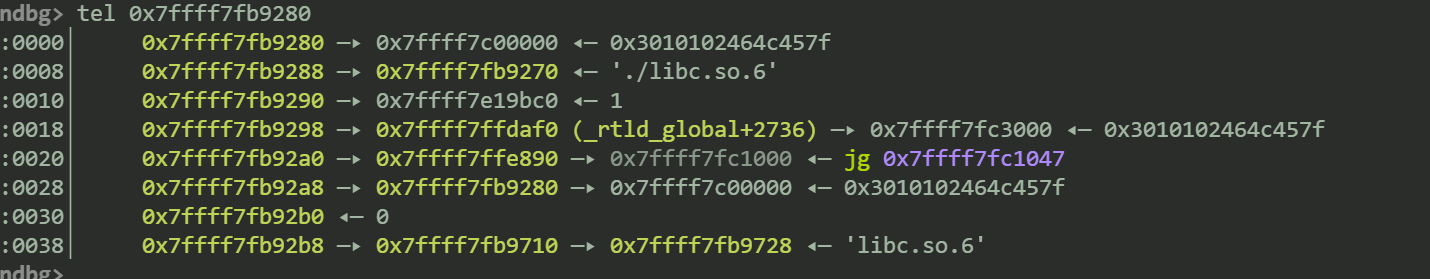 ndbg> tel 0x7ffff7fb9280
:0000│ 0x7ffff7fb9280 —▸ 0x7ffff7c00000 ◂— 0x3010102464c457f
:0008│ 0x7ffff7fb9288 —▸ 0x7ffff7fb9270 ◂— './libc.so.6'
:0010│ 0x7ffff7fb9290 —▸ 0x7ffff7e19bc0 ◂— 1
:0018│ 0x7ffff7fb9298 —▸ 0x7ffff7ffdaf0 (_rtld_global+2736) —▸ 0x7ffff7fc3000 ◂— 0x3010102464c457f
:0020│ 0x7ffff7fb92a0 —▸ 0x7ffff7ffe890 —▸ 0x7ffff7fc1000 ◂— jg 0x7ffff7fc1047
:0028│ 0x7ffff7fb92a8 —▸ 0x7ffff7fb9280 —▸ 0x7ffff7c00000 ◂— 0x3010102464c457f
:0030│ 0x7ffff7fb92b0 ◂— 0
:0038│ 0x7ffff7fb92b8 —▸ 0x7ffff7fb9710 —▸ 0x7ffff7fb9728 ◂— 'libc.so.6'
ndbg>